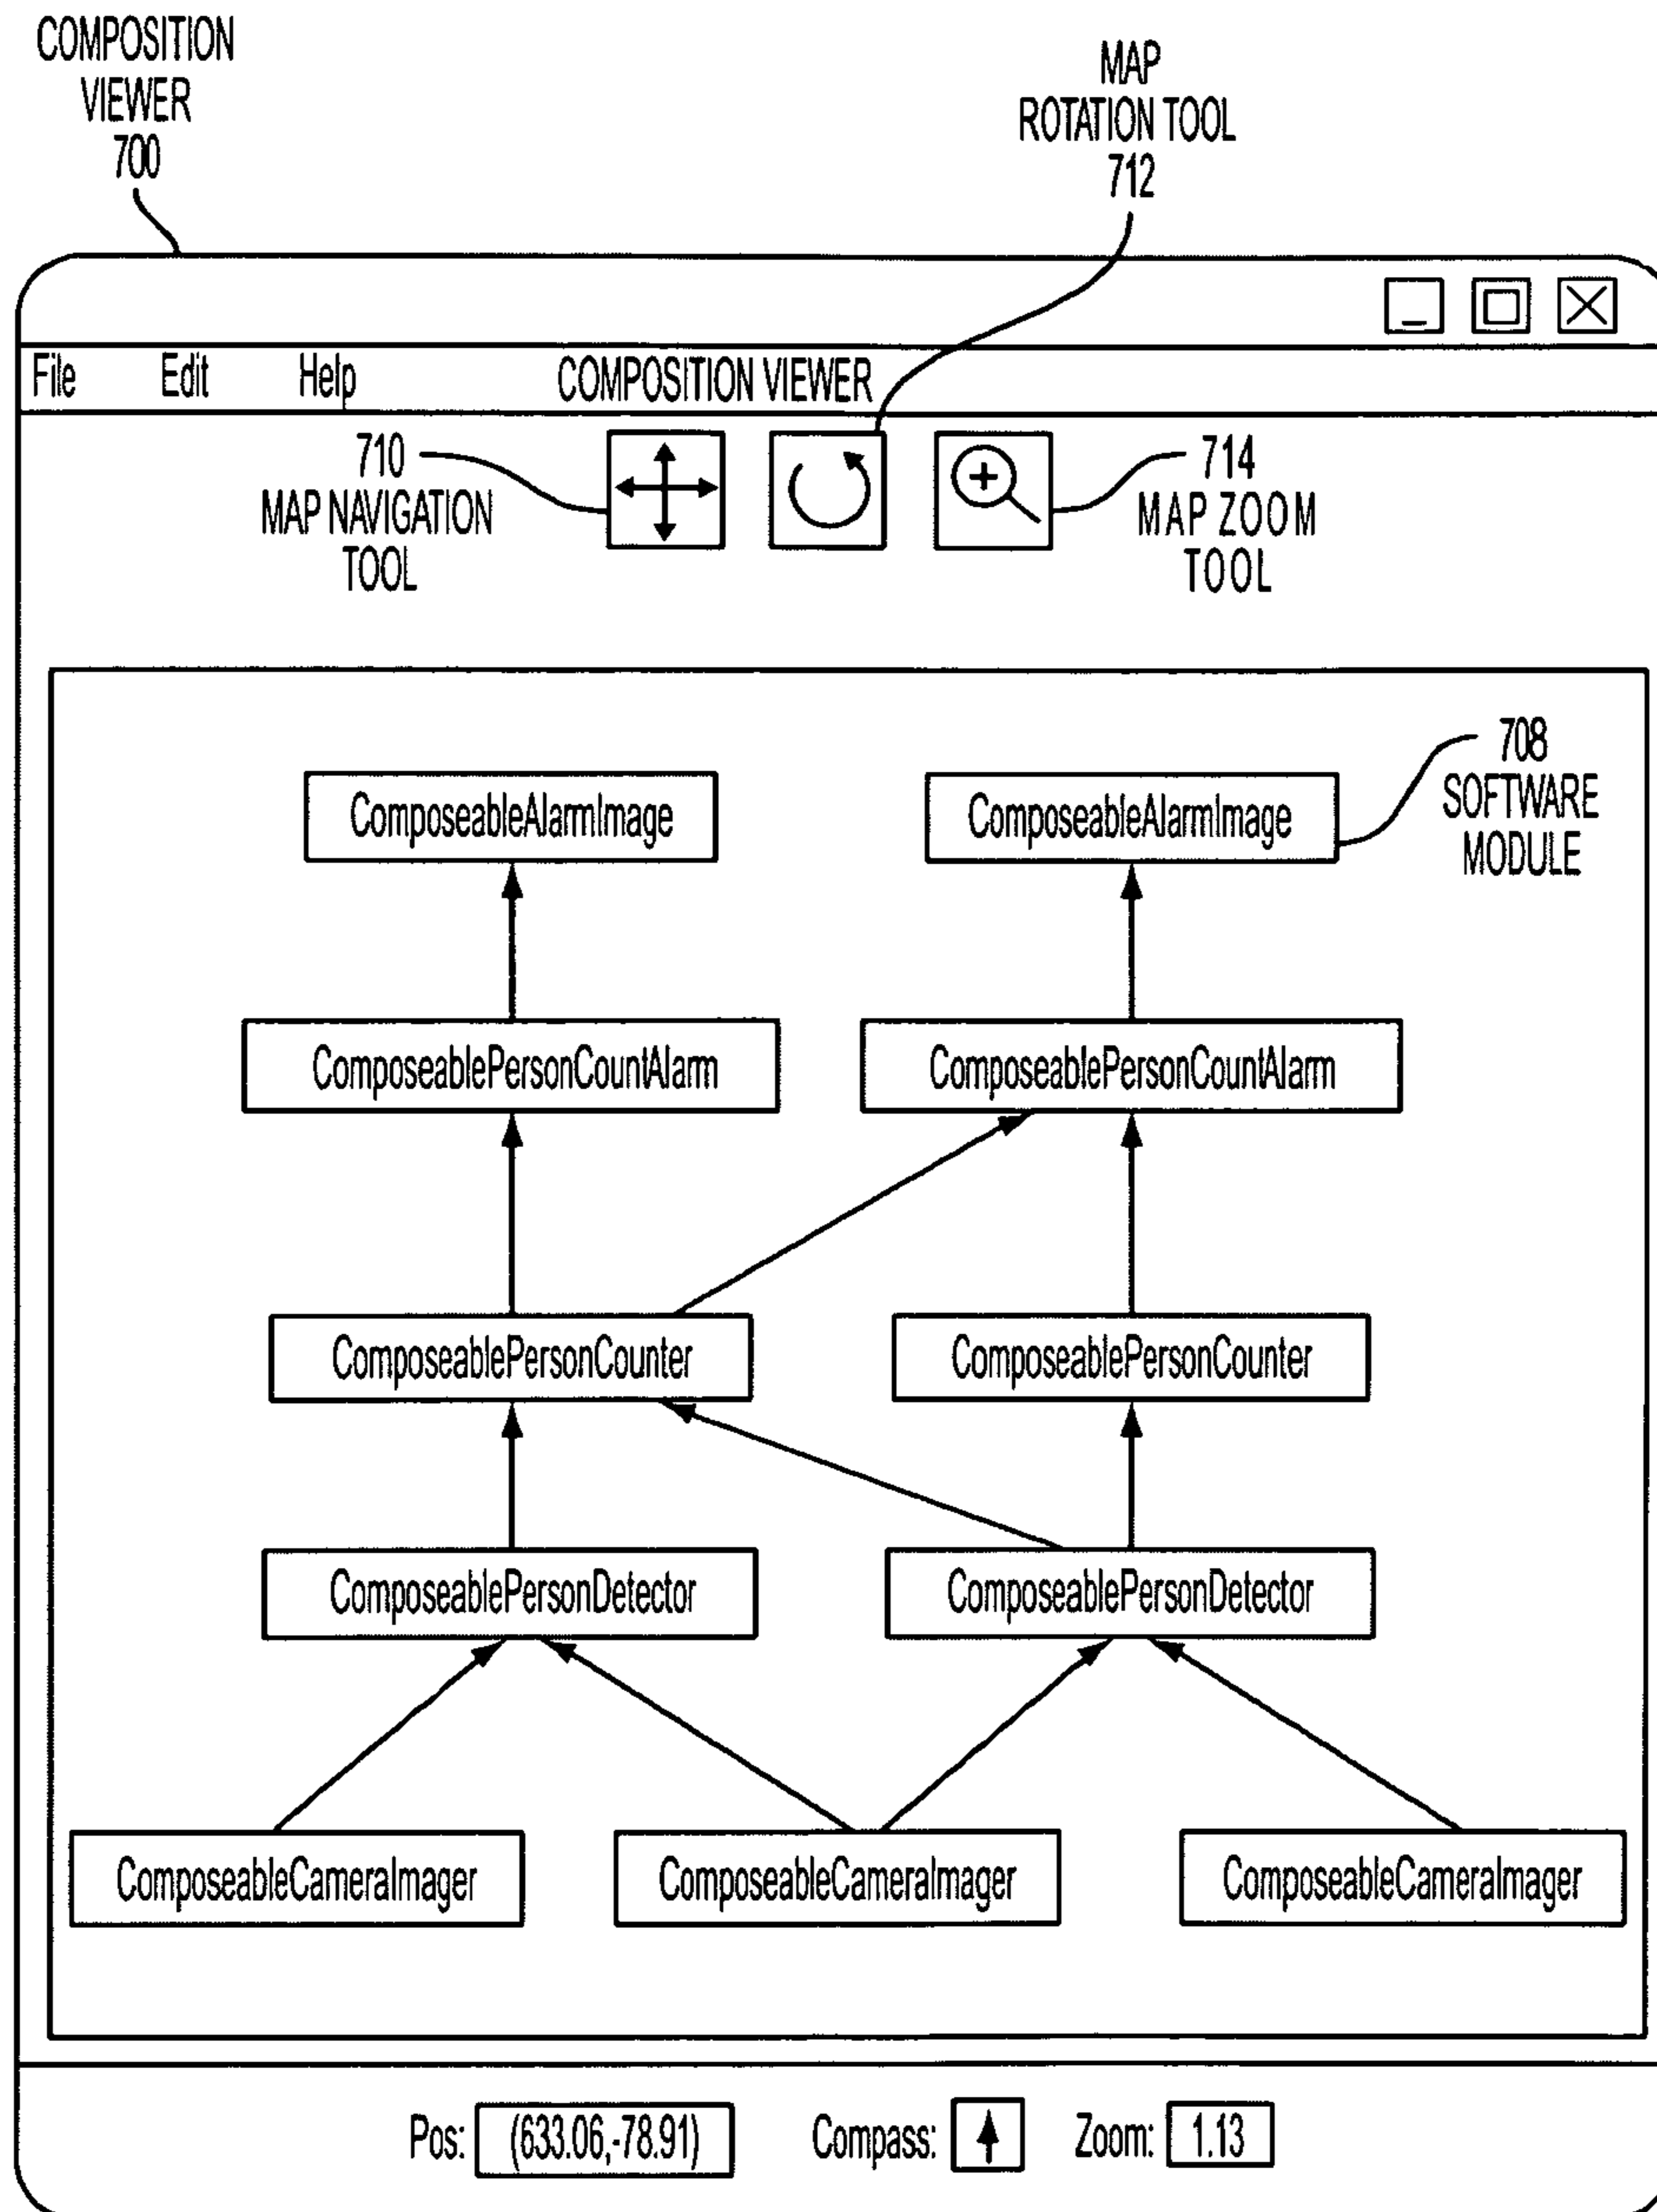 COMPOSITION
VIEWER
700
MAP
ROTATION TOOL
712
File Edit Help COMPOSITION VIEWER
710
MAP NAVIGATION
TOOL
714
MAP ZOOM
TOOL
708
SOFTWARE
MODULE
ComposeableAlarmImage ComposeableAlarmImage
ComposeablePersonCountAlarm ComposeablePersonCountAlarm
ComposeablePersonCounter ComposeablePersonCounter
ComposeablePersonDetector ComposeablePersonDetector
ComposeableCameraImager ComposeableCameraImager ComposeableCameraImager
Pos: (633.06,-78.91) Compass: Zoom: 1.13